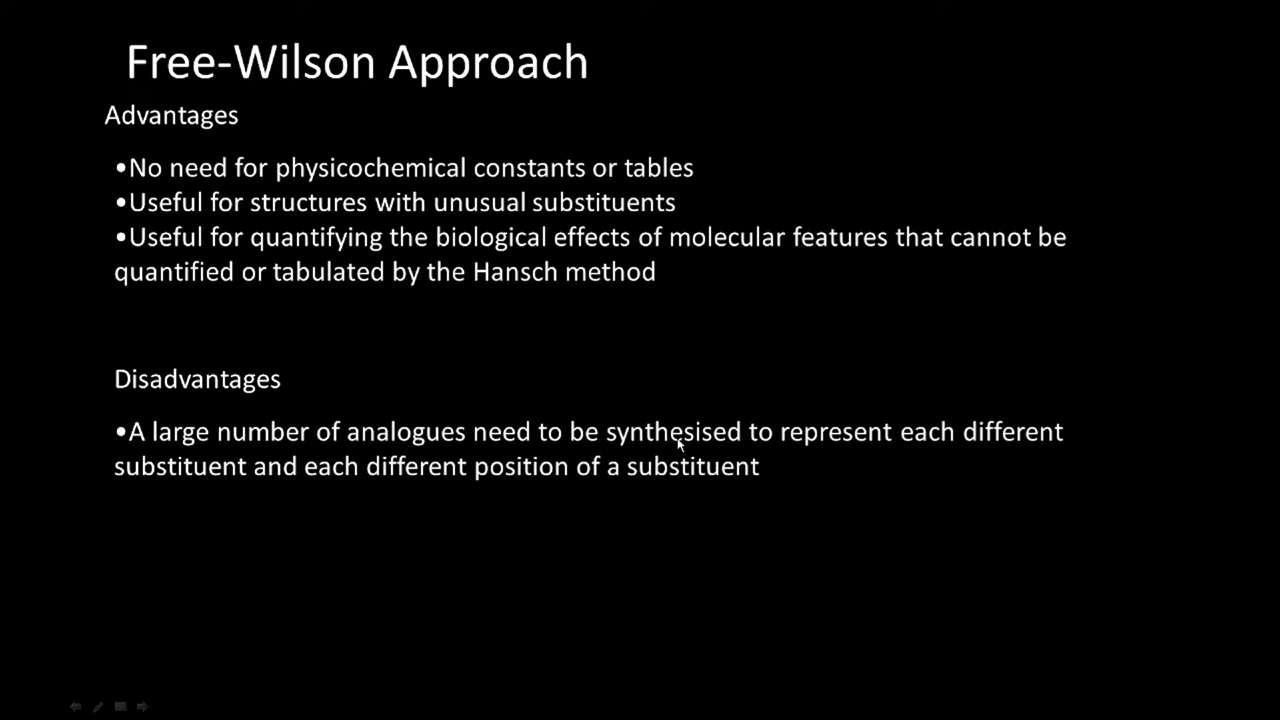 Free-Wilson Approach
Advantages
•No need for physicochemical constants or tables
•Useful for structures with unusual substituents
•Useful for quantifying the biological effects of molecular features that cannot be
quantified or tabulated by the Hansch method
Disadvantages
•A large number of analogues need to be synthesised to represent each different
substituent and each different position of a substituent